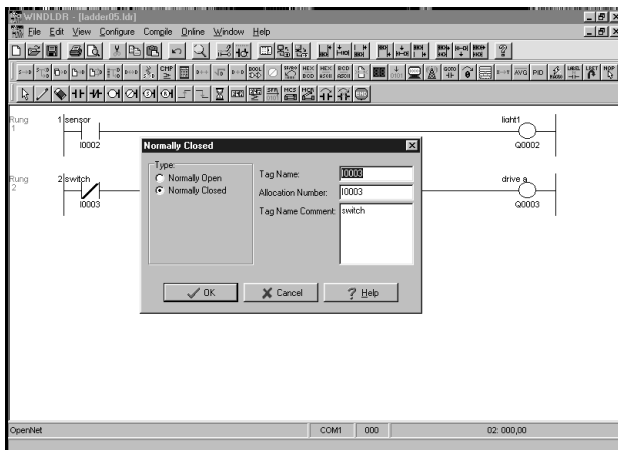 WINDLDR - [ladder05.ldr]
File Edit View Configure Compile Online Window Help
Rung 1 1 sensor light1
I0002 Q0002
Rung 2 2 switch drive a
I0003 Q0003
Normally Closed
Type:
Normally Open
Normally Closed
Tag Name: I0003
Allocation Number: I0003
Tag Name Comment: switch
OK Cancel ? Help
OpenNet COM1 000 02: 000,00